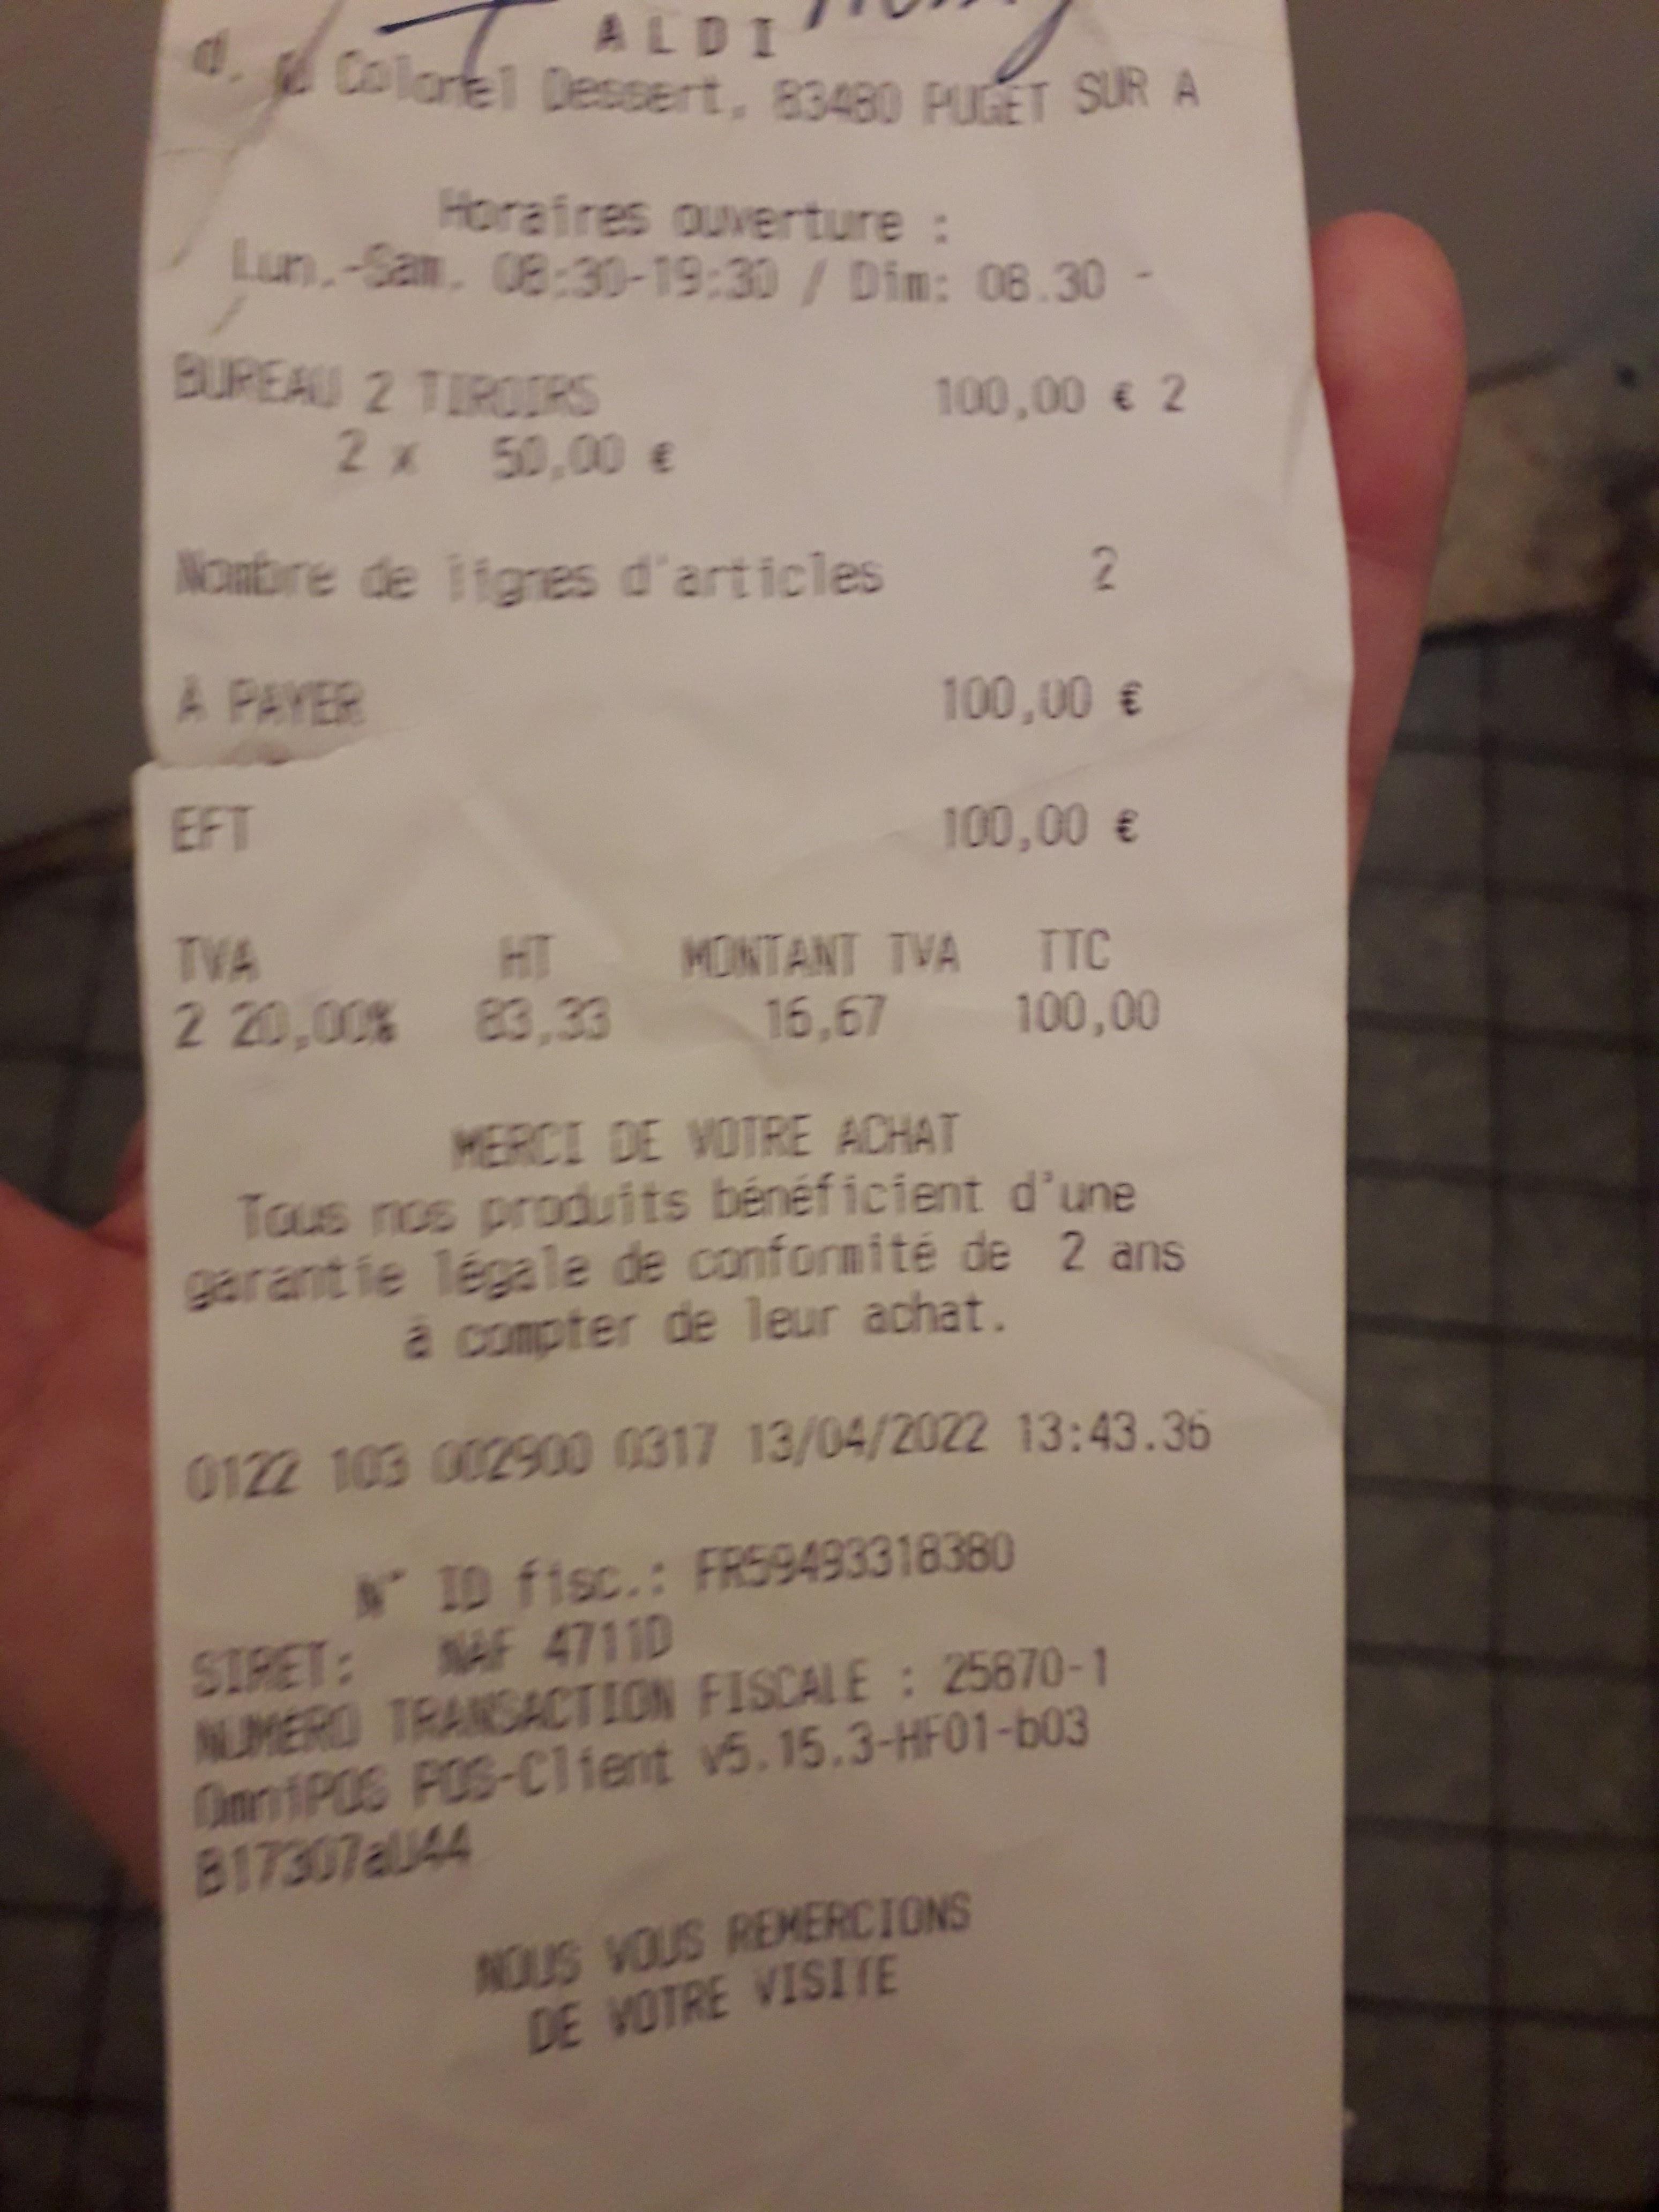 ALDI
Colonel Dessert, 83480 PUGET SUR A
Horaires ouverture :
Lun.-Sam. 08:30-19:30 / Dim: 08.30 -
BUREAU 2 TIROIRS 100,00 € 2
2 x 50,00 €
Nombre de lignes d'articles 2
A PAYER 100,00 €
EFT 100,00 €
TVA HT MONTANT TVA TTC
2 20,00% 83,33 16,67 100,00
MERCI DE VOTRE ACHAT
Tous nos produits bénéficient d'une
garantie légale de conformité de 2 ans
à compter de leur achat.
0122 103 002900 0317 13/04/2022 13:43.36
N° ID fisc.: FR59493318380
SIRET: NAF 4711D
NUMERO TRANSACTION FISCALE : 25870-1
OmniPOS POS-Client v5.15.3-HF01-b03
B17307aU44
NOUS VOUS REMERCIONS
DE VOTRE VISITE